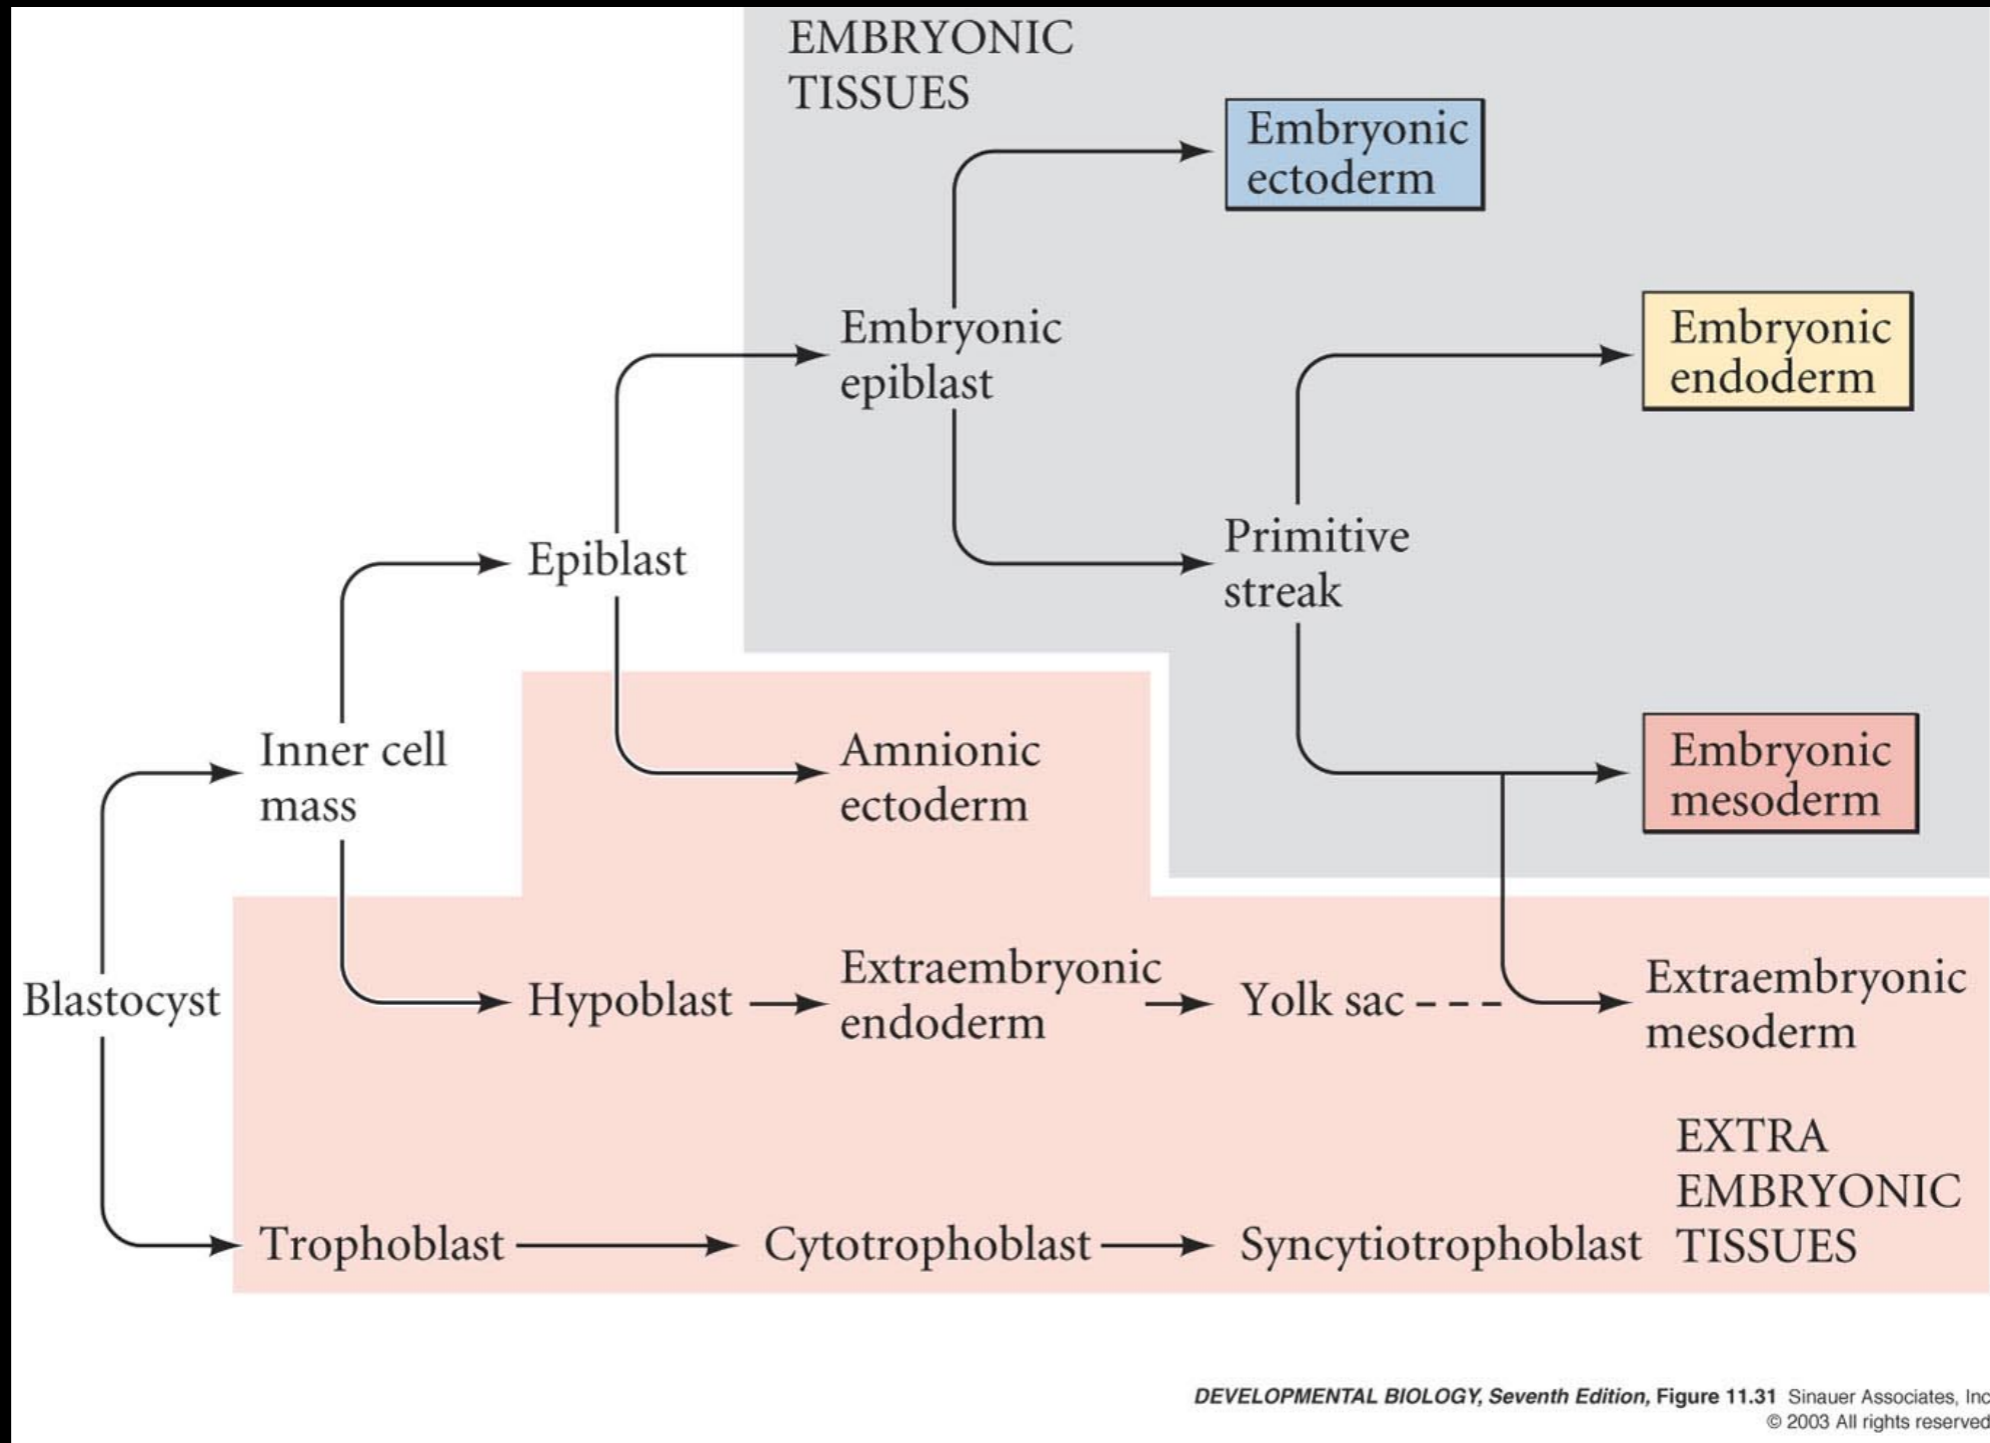 EMBRYONIC
TISSUES
Embryonic
ectoderm
Embryonic
epiblast
Embryonic
endoderm
Epiblast
Primitive
streak
Inner cell
mass
Amnionic
ectoderm
Embryonic
mesoderm
Blastocyst
Hypoblast
Extraembryonic
endoderm
Yolk sac
Extraembryonic
mesoderm
EXTRA
EMBRYONIC
TISSUES
Trophoblast
Cytotrophoblast
Syncytiotrophoblast
DEVELOPMENTAL BIOLOGY, Seventh Edition, Figure 11.31 Sinauer Associates, Inc
© 2003 All rights reserved